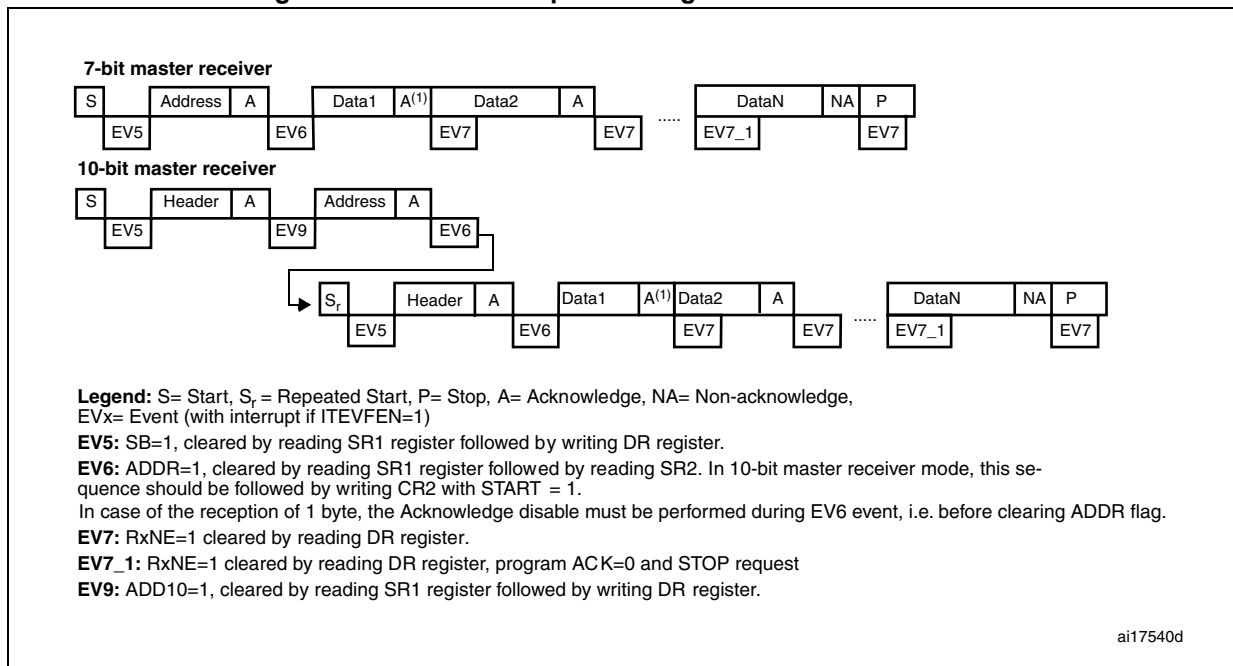 7-bit master receiver
S Address A Data1 A(1) Data2 A ..... DataN NA P
EV5 EV6 EV7 EV7 EV7_1 EV7
10-bit master receiver
S Header A Address A
EV5 EV9 EV6
Sr Header A Data1 A(1) Data2 A ..... DataN NA P
EV5 EV6 EV7 EV7 EV7_1 EV7
Legend: S= Start, Sr = Repeated Start, P= Stop, A= Acknowledge, NA= Non-acknowledge,
EVx= Event (with interrupt if ITEVFEN=1)
EV5: SB=1, cleared by reading SR1 register followed by writing DR register.
EV6: ADDR=1, cleared by reading SR1 register followed by reading SR2. In 10-bit master receiver mode, this se-
quence should be followed by writing CR2 with START = 1.
In case of the reception of 1 byte, the Acknowledge disable must be performed during EV6 event, i.e. before clearing ADDR flag.
EV7: RxNE=1 cleared by reading DR register.
EV7_1: RxNE=1 cleared by reading DR register, program ACK=0 and STOP request
EV9: ADD10=1, cleared by reading SR1 register followed by writing DR register.
ai17540d